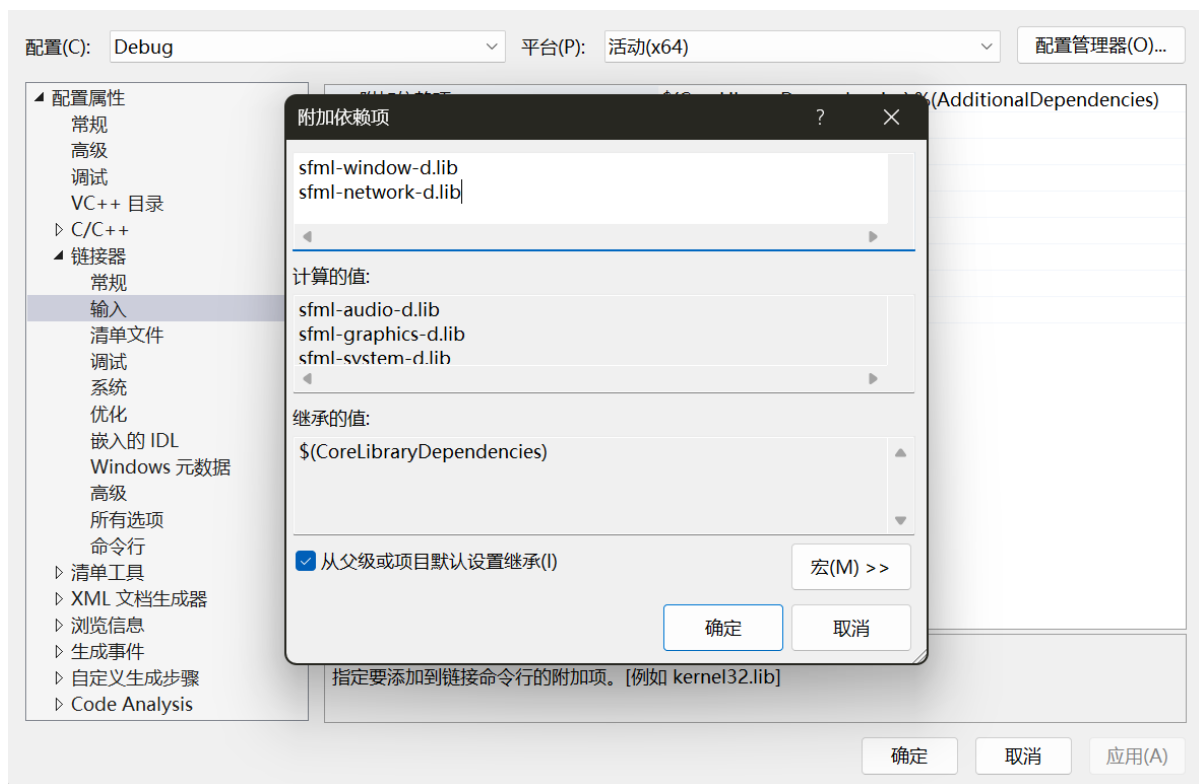 配置(C): Debug 平台(P): 活动(x64) 配置管理器(O)...
配置属性
常规
高级
调试
VC++ 目录
C/C++
链接器
常规
输入
清单文件
调试
系统
优化
嵌入的 IDL
Windows 元数据
高级
所有选项
命令行
清单工具
XML 文档生成器
浏览信息
生成事件
自定义生成步骤
Code Analysis
%(AdditionalDependencies)
附加依赖项 ?
sfml-window-d.lib
sfml-network-d.lib
计算的值:
sfml-audio-d.lib
sfml-graphics-d.lib
sfml-system-d.lib
继承的值:
$(CoreLibraryDependencies)
从父级或项目默认设置继承(I)
宏(M) >>
确定 取消
指定要添加到链接命令行的附加项。[例如 kernel32.lib]
确定 取消 应用(A)